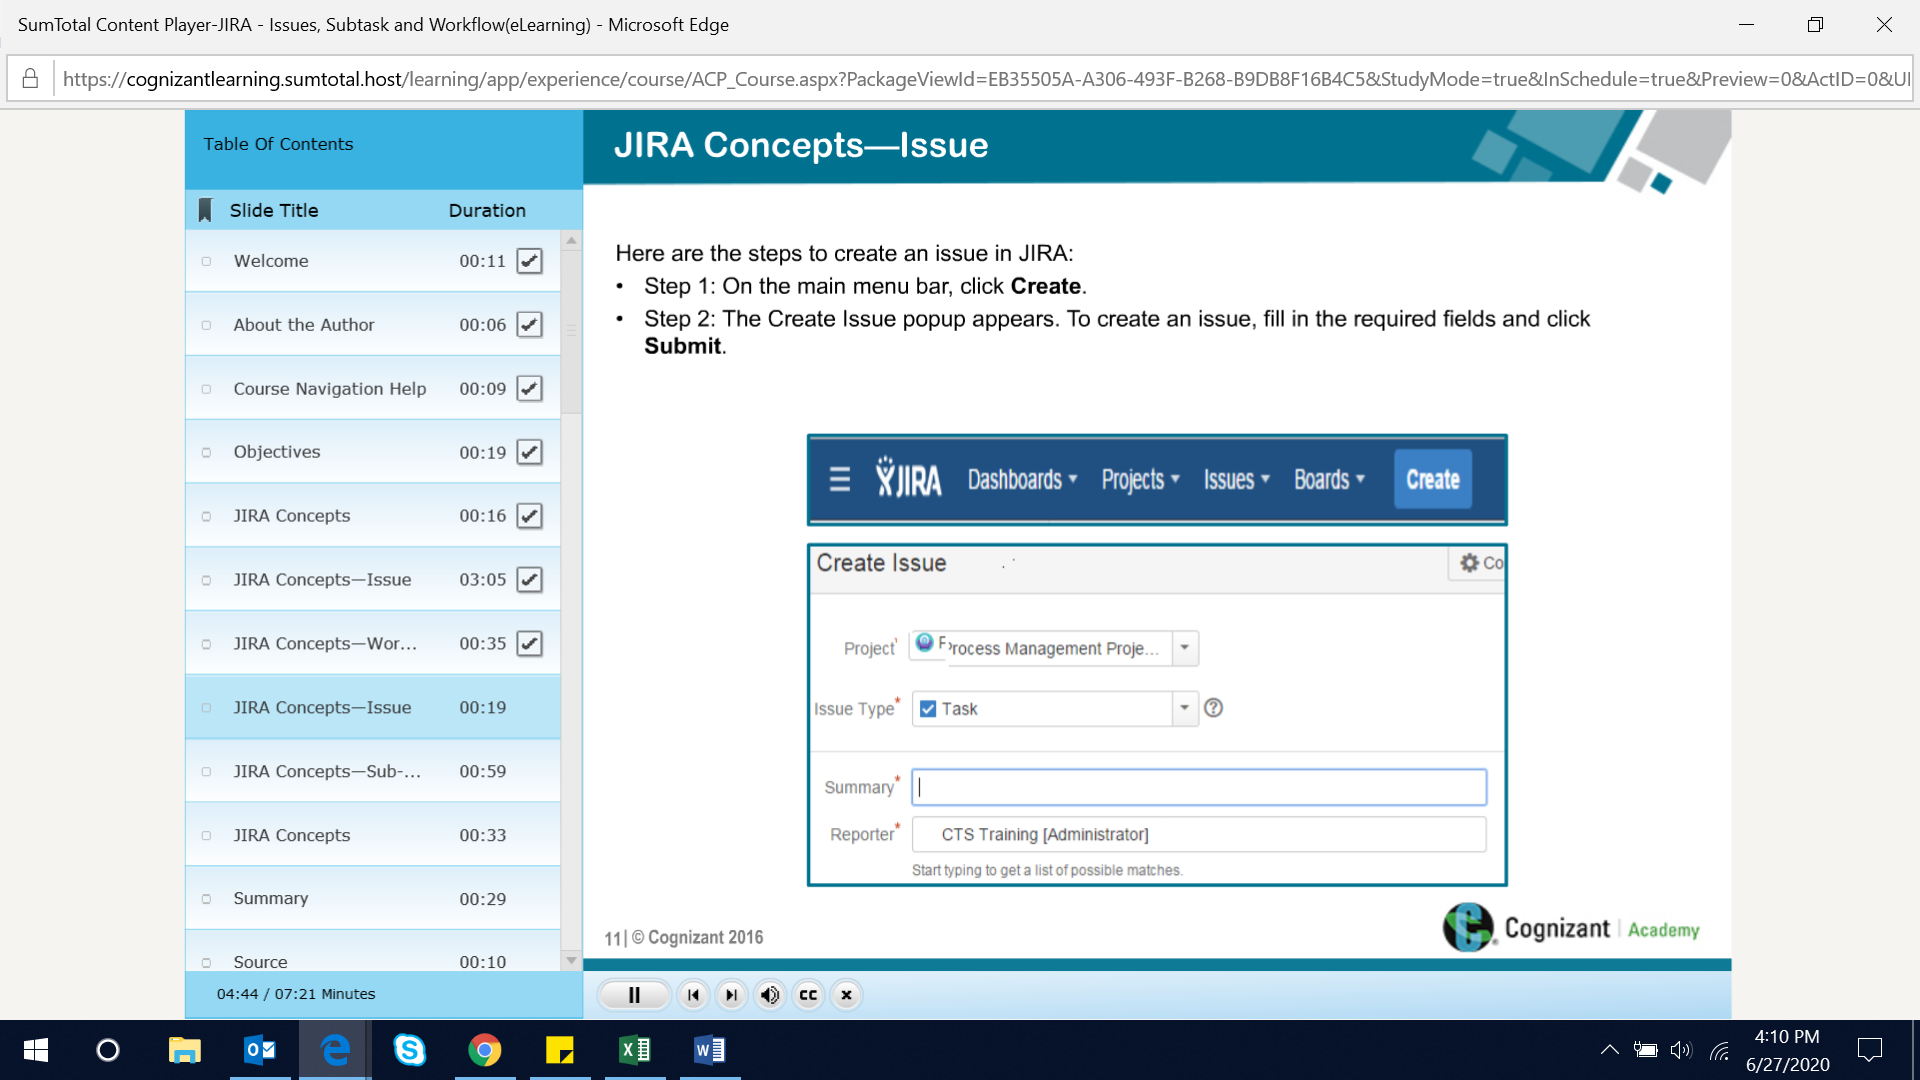 SumTotal Content Player-JIRA - Issues, Subtask and Workflow(eLearning) - Microsoft Edge
https://cognizantlearning.sumtotal.host/learning/app/experience/course/ACP_Course.aspx?PackageViewId=EB35505A-A306-493F-B268-B9DB8F16B4C5&StudyMode=true&InSchedule=true&Preview=0&ActID=0&UI
Table Of Contents
Slide Title Duration
Welcome 00:11
About the Author 00:06
Course Navigation Help 00:09
Objectives 00:19
JIRA Concepts 00:16
JIRA Concepts—Issue 03:05
JIRA Concepts—Wor... 00:35
JIRA Concepts—Issue 00:19
JIRA Concepts—Sub-... 00:59
JIRA Concepts 00:33
Summary 00:29
Source 00:10
04:44 / 07:21 Minutes
JIRA Concepts—Issue
Here are the steps to create an issue in JIRA:
• Step 1: On the main menu bar, click Create.
• Step 2: The Create Issue popup appears. To create an issue, fill in the required fields and click
Submit.
JIRA Dashboards Projects Issues Boards Create
Create Issue Co
Project Process Management Proje...
Issue Type* Task
Summary*
Reporter* CTS Training [Administrator]
Start typing to get a list of possible matches.
11| © Cognizant 2016
Cognizant | Academy
CC
4:10 PM
6/27/2020